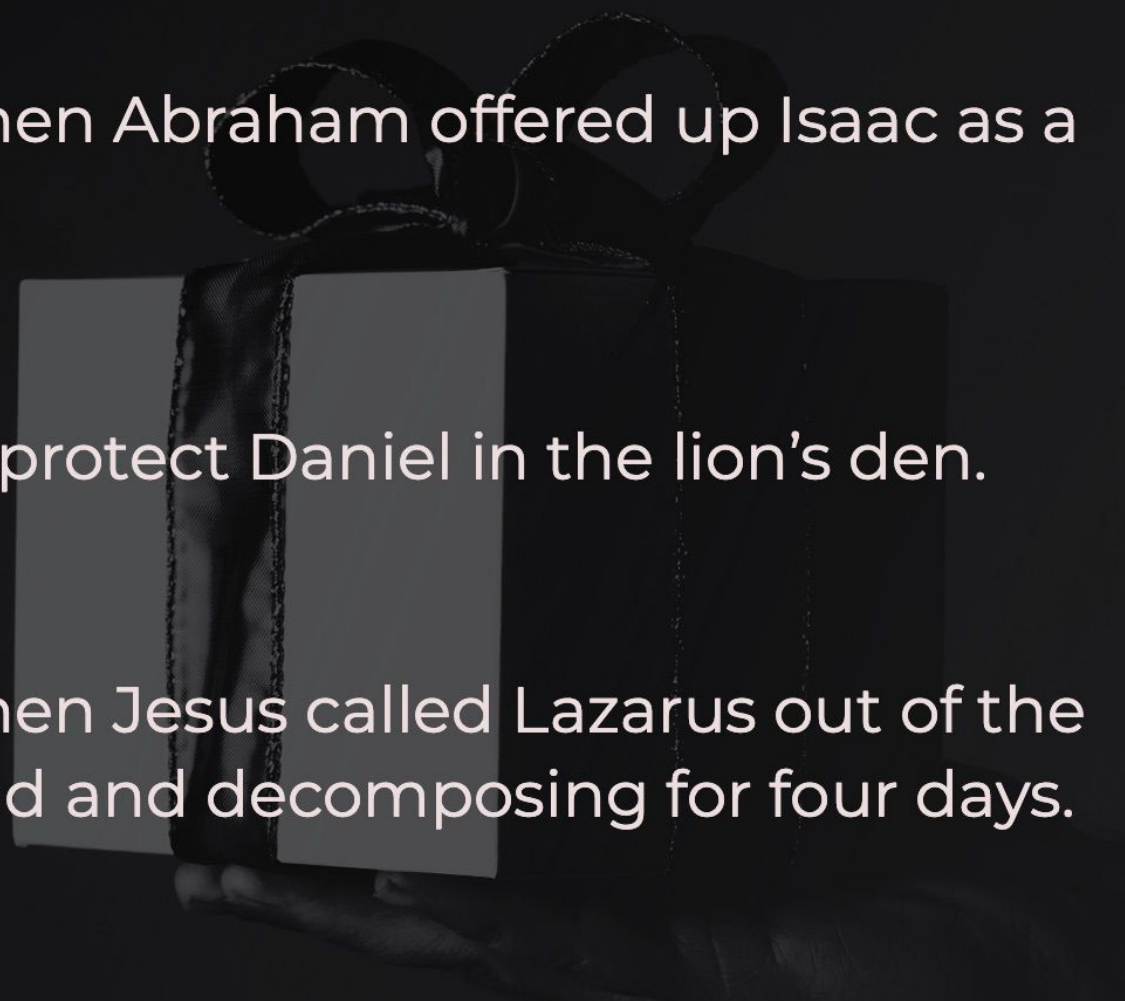 hen Abraham offered up Isaac as a
protect Daniel in the lion’s den.
hen Jesus called Lazarus out of the
d and decomposing for four days.